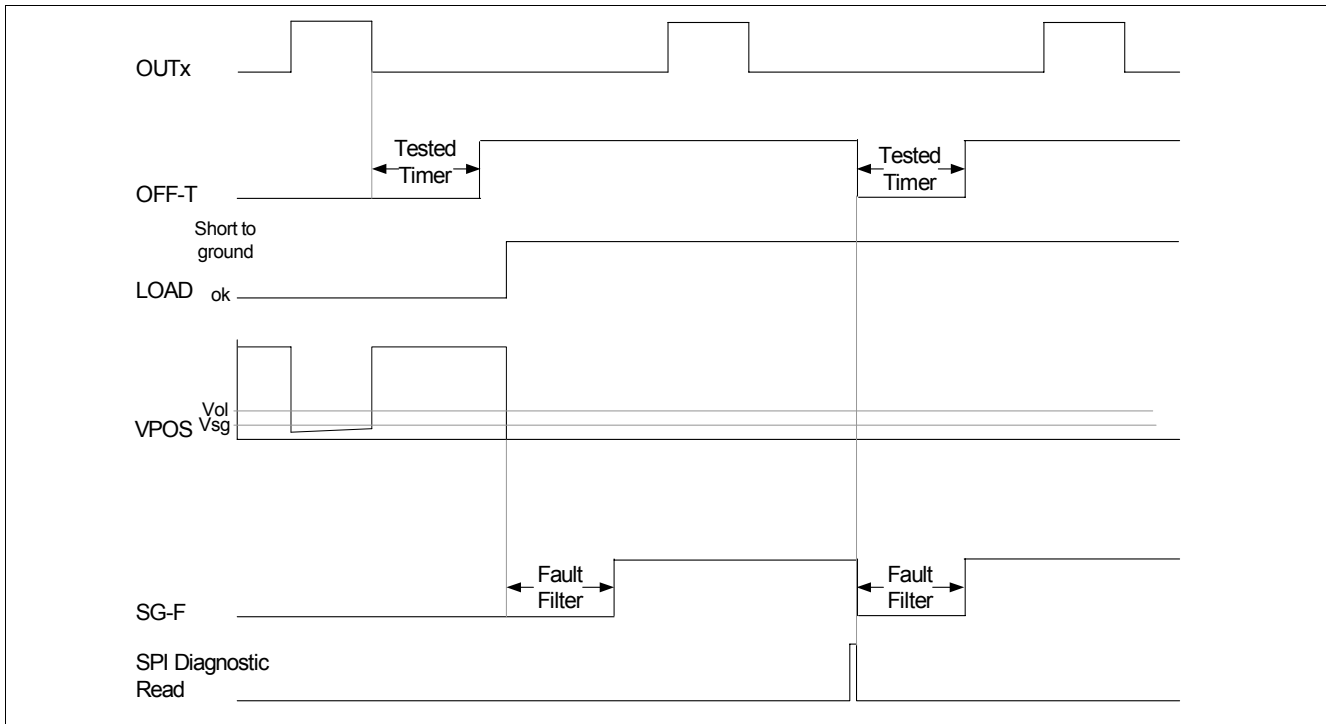 OUTx
Tested
Timer
Tested
Timer
OFF-T
Short to
ground
LOAD ok
Vol
Vsg
VPOS
Fault
Filter
Fault
Filter
SG-F
SPI Diagnostic
Read